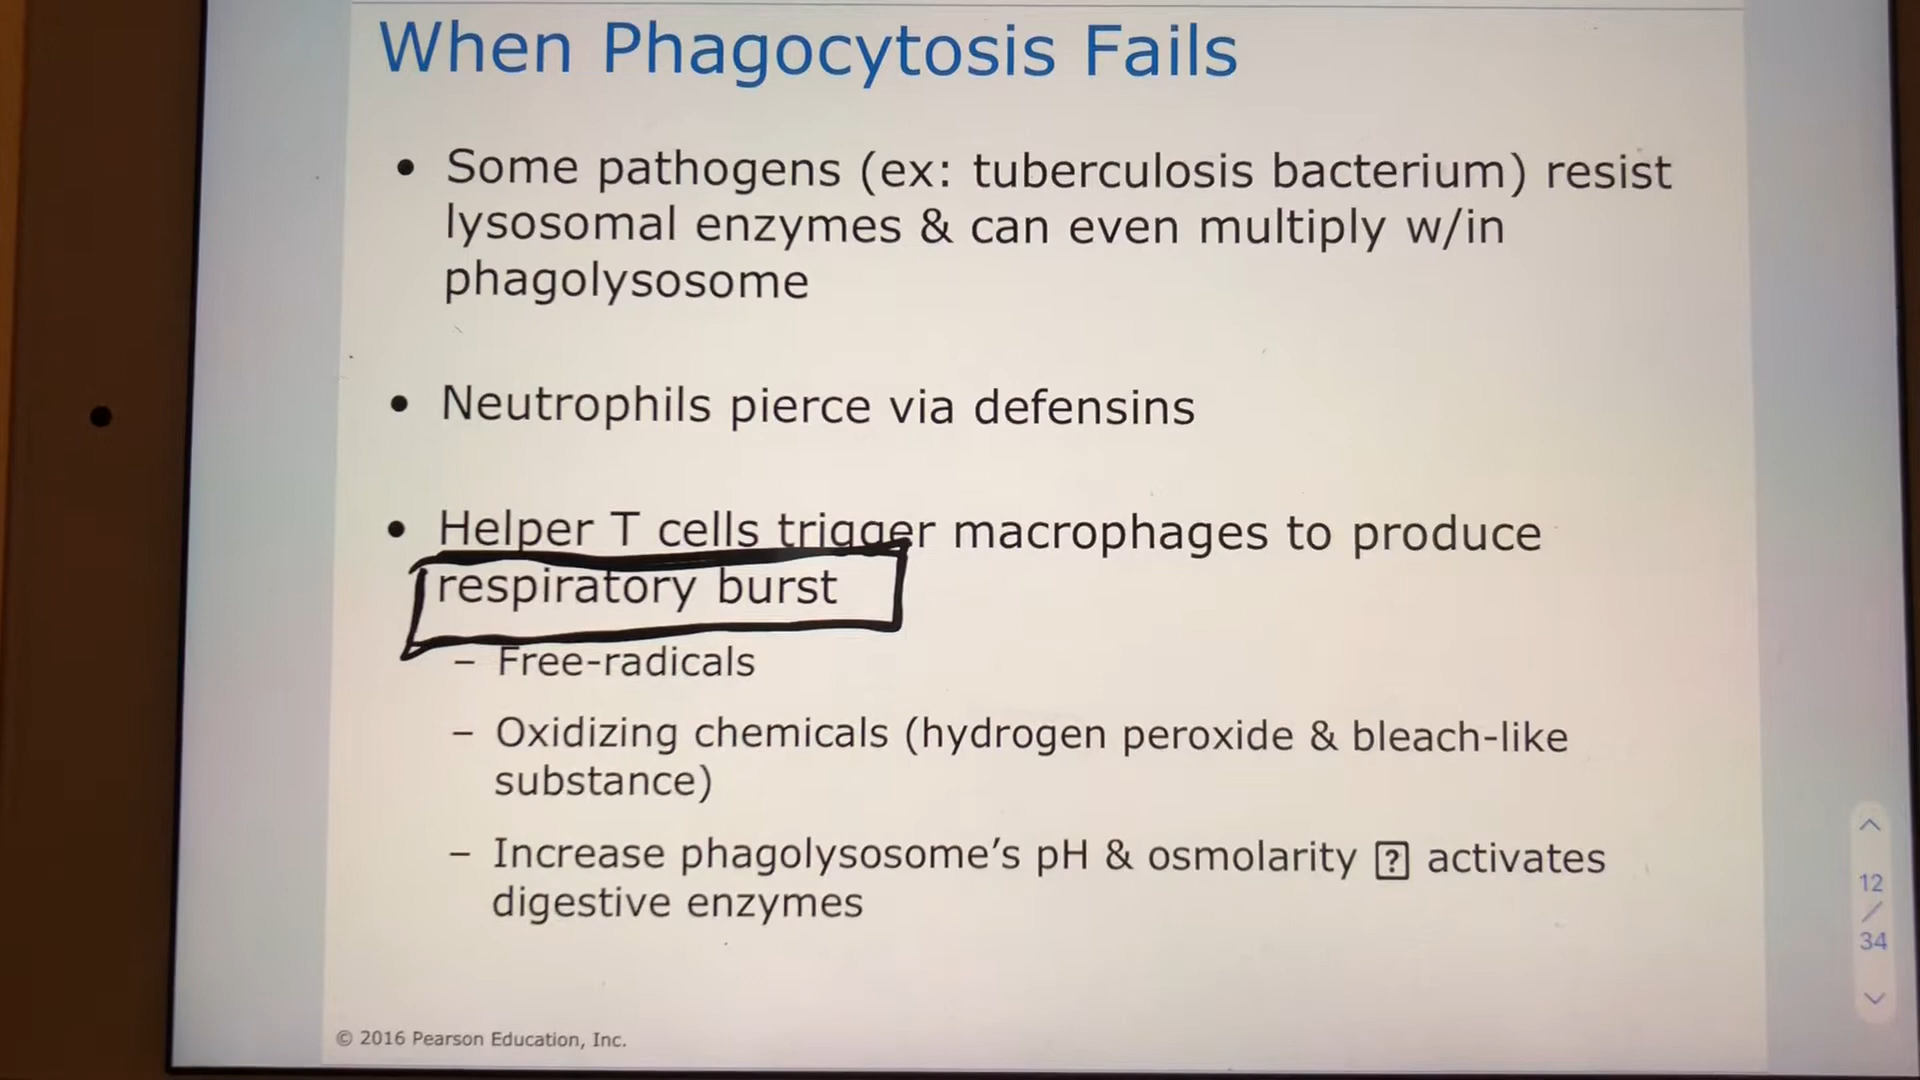 When Phagocytosis Fails
• Some pathogens (ex: tuberculosis bacterium) resist
lysosomal enzymes & can even multiply w/in
phagolysosome
• Neutrophils pierce via defensins
• Helper T cells trigger macrophages to produce
respiratory burst
– Free-radicals
– Oxidizing chemicals (hydrogen peroxide & bleach-like
substance)
– Increase phagolysosome's pH & osmolarity ⍰ activates
digestive enzymes
12
/
34
© 2016 Pearson Education, Inc.